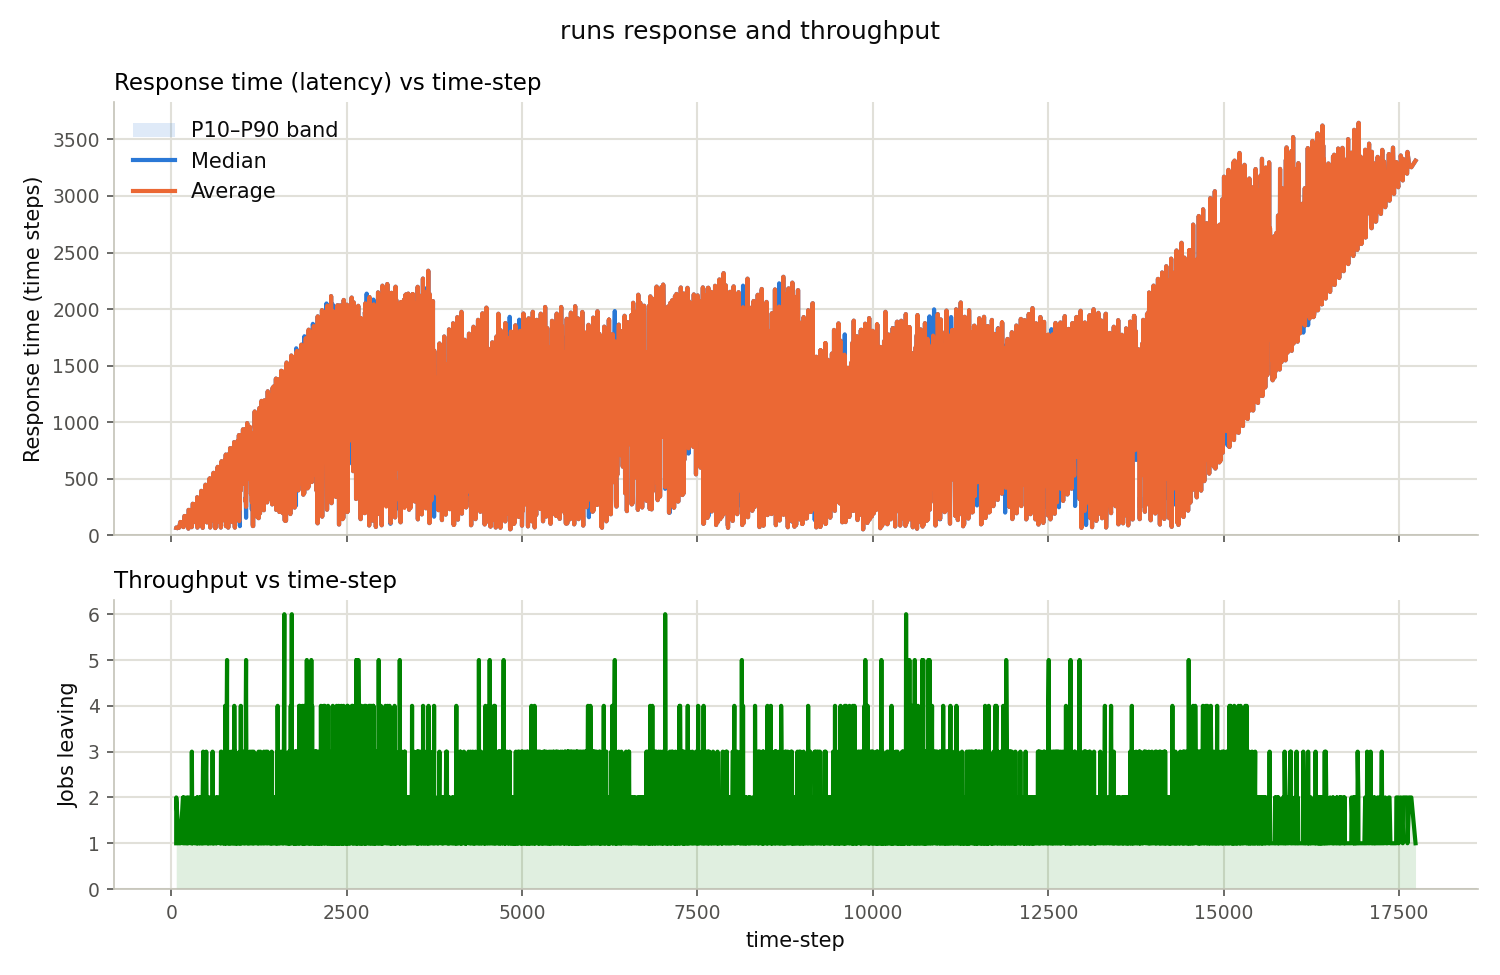 runs response and throughput
Response time (latency) vs time-step
P10–P90 band
Median
Average
Response time (time steps)
3500
3000
2500
2000
1500
1000
500
0
Throughput vs time-step
Jobs leaving
6
5
4
3
2
1
0
0 2500 5000 7500 10000 12500 15000 17500
time-step